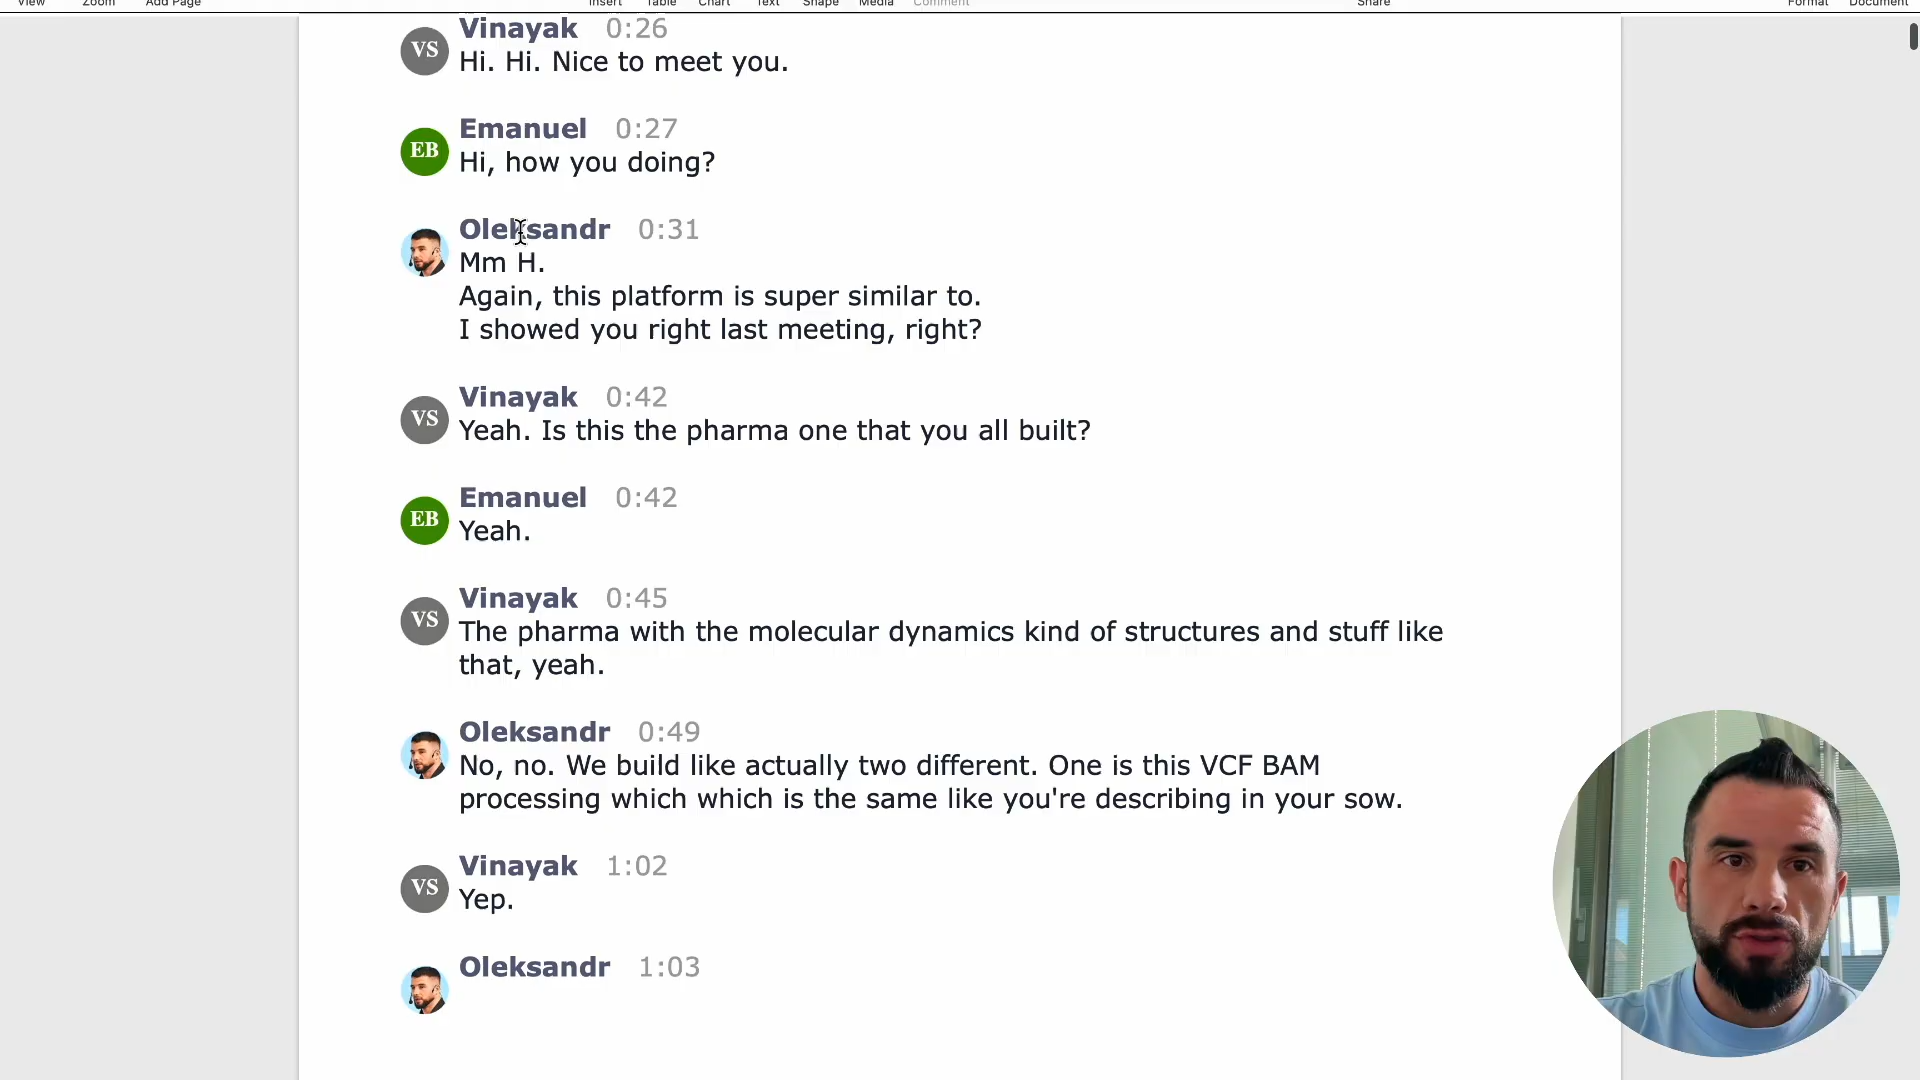 View Zoom Add Page Insert Table Chart Text Shape Media Comment Share Format Document
Vinayak 0:26
VS
Hi. Hi. Nice to meet you.
Emanuel 0:27
EB
Hi, how you doing?
Oleksandr 0:31
Mm H.
Again, this platform is super similar to.
I showed you right last meeting, right?
Vinayak 0:42
VS
Yeah. Is this the pharma one that you all built?
Emanuel 0:42
EB
Yeah.
Vinayak 0:45
VS
The pharma with the molecular dynamics kind of structures and stuff like
that, yeah.
Oleksandr 0:49
No, no. We build like actually two different. One is this VCF BAM
processing which which is the same like you're describing in your sow.
Vinayak 1:02
VS
Yep.
Oleksandr 1:03